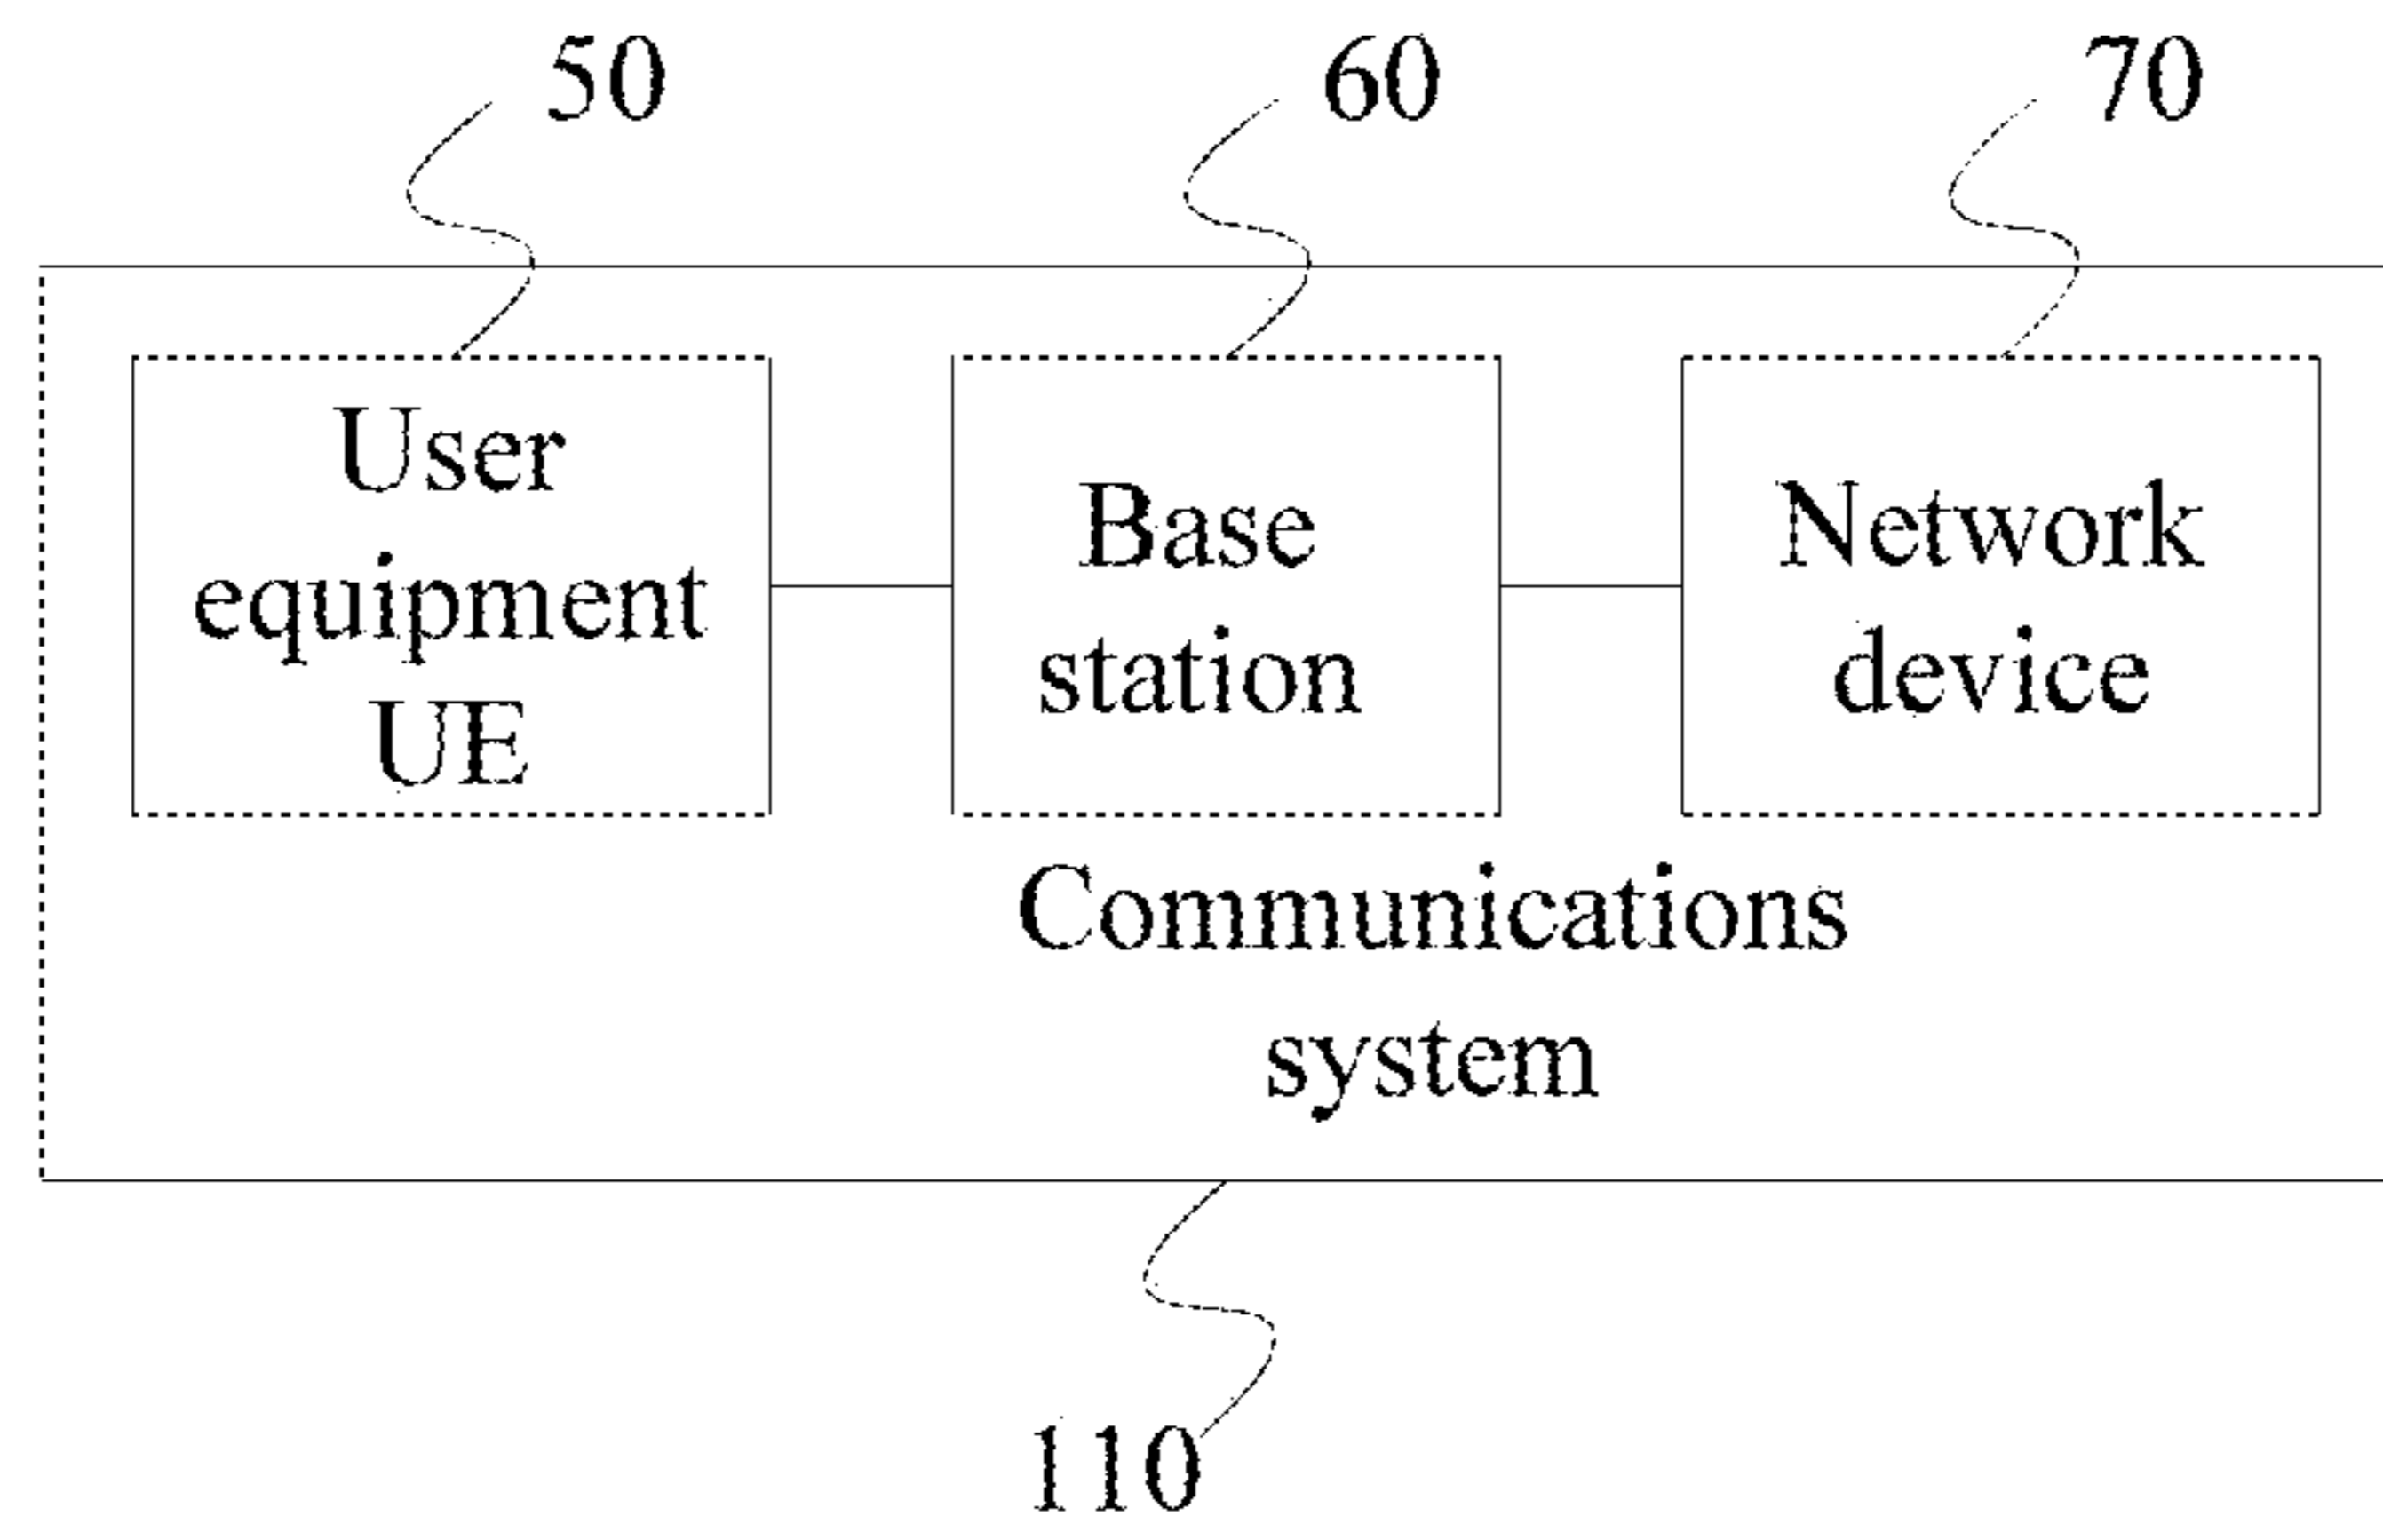 50
60
70
User
equipment
UE
Base
station
Network
device
Communications
system
110